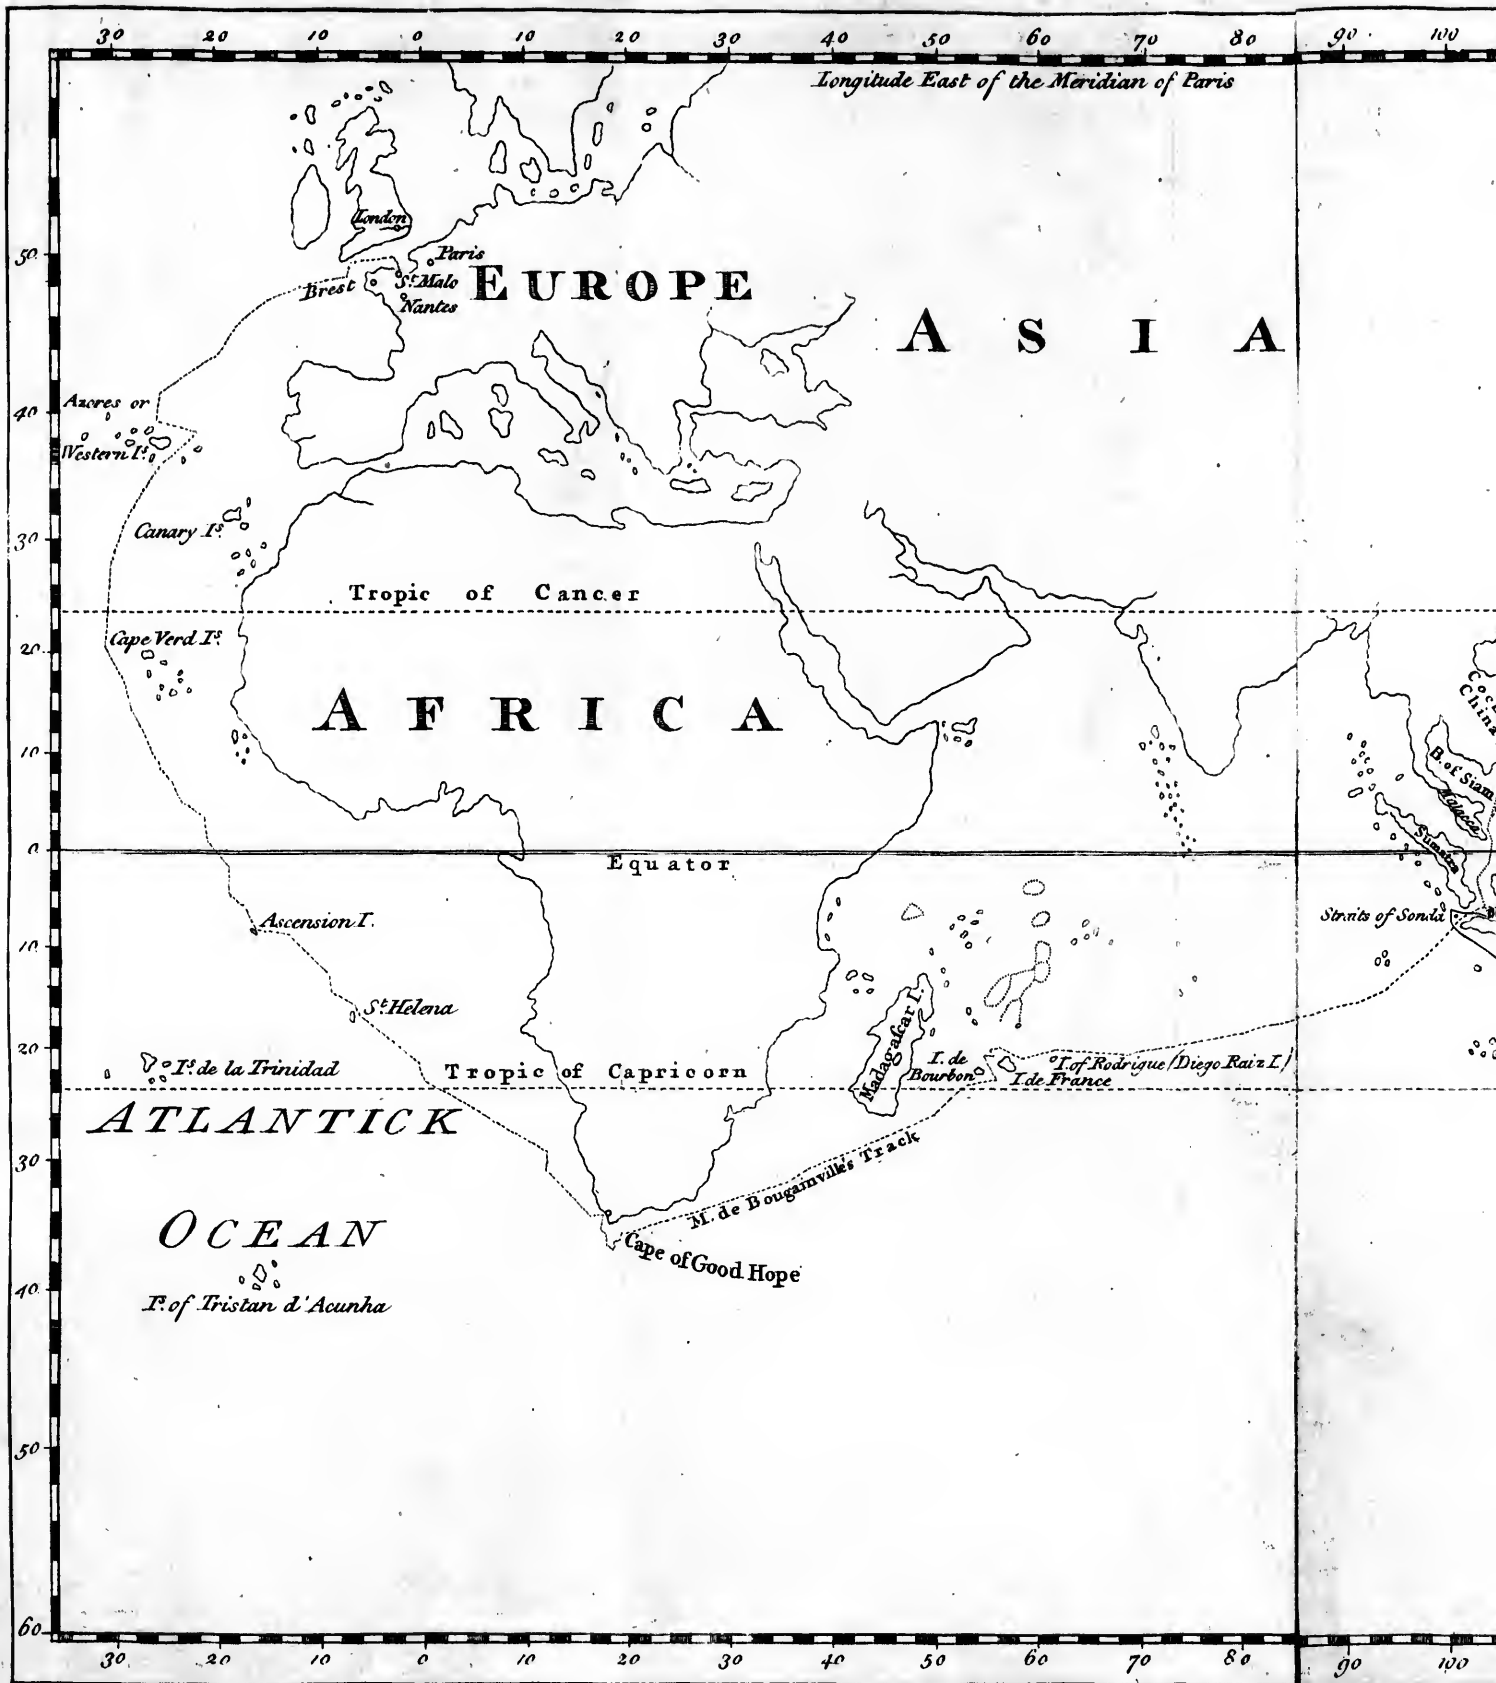 30 20 10 0 10 20 30 40 50 60 70 80 90 100
Longitude East of the Meridian of Paris
London
50
Paris
Brest
St. Malo
Nantes
EUROPE
ASIA
Azores or
40
Western Is.
Canary Is.
30
Tropic of Cancer
Cape Verd Is.
20
AFRICA
China
10
B. of Siam
Malacca
Sumatra
0
Equator
Ascension I.
Straits of Sonda
10
St. Helena
Madagascar I.
20
Is. de la Trinidad
Tropic of Capricorn
I. de
Bourbon
I. of Rodrigue (Diego Raiz I.)
I de France
ATLANTICK
30
M. de Bougainville's Track
OCEAN
Cape of Good Hope
40
Is. of Tristan d'Acunha
50
60
30 20 10 0 10 20 30 40 50 60 70 80 90 100